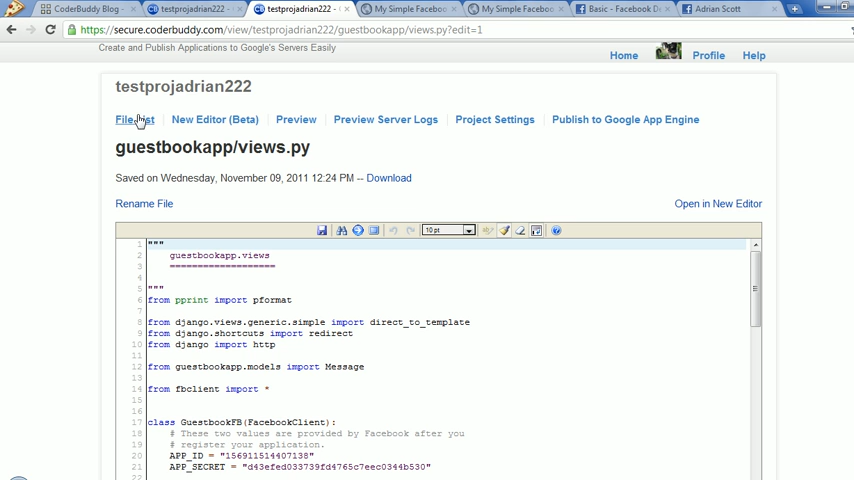 CoderBuddy Blog -
testprojadrian222 -
testprojadrian222 - (
My Simple Facebo
My Simple Faceboo
Basic - Facebook D
Adrian Scott
https://secure.coderbuddy.com/view/testprojadrian222/guestbookapp/views.py?edit=1
Create and Publish Applications to Google's Servers Easily
Home Profile Help
testprojadrian222
File List New Editor (Beta) Preview Preview Server Logs Project Settings Publish to Google App Engine
guestbookapp/views.py
Saved on Wednesday, November 09, 2011 12:24 PM -- Download
Rename File Open in New Editor
10 pt
1 """
2 guestbookapp.views
3 ===================
4
5 """
6 from pprint import pformat
7
8 from django.views.generic.simple import direct_to_template
9 from django.shortcuts import redirect
10 from django import http
11
12 from guestbookapp.models import Message
13
14 from fbclient import *
15
16
17 class GuestbookFB(FacebookClient):
18 # These two values are provided by Facebook after you
19 # register your application.
20 APP_ID = "156911514407138"
21 APP_SECRET = "d43efed033739fd4765c7eec0344b530"
22